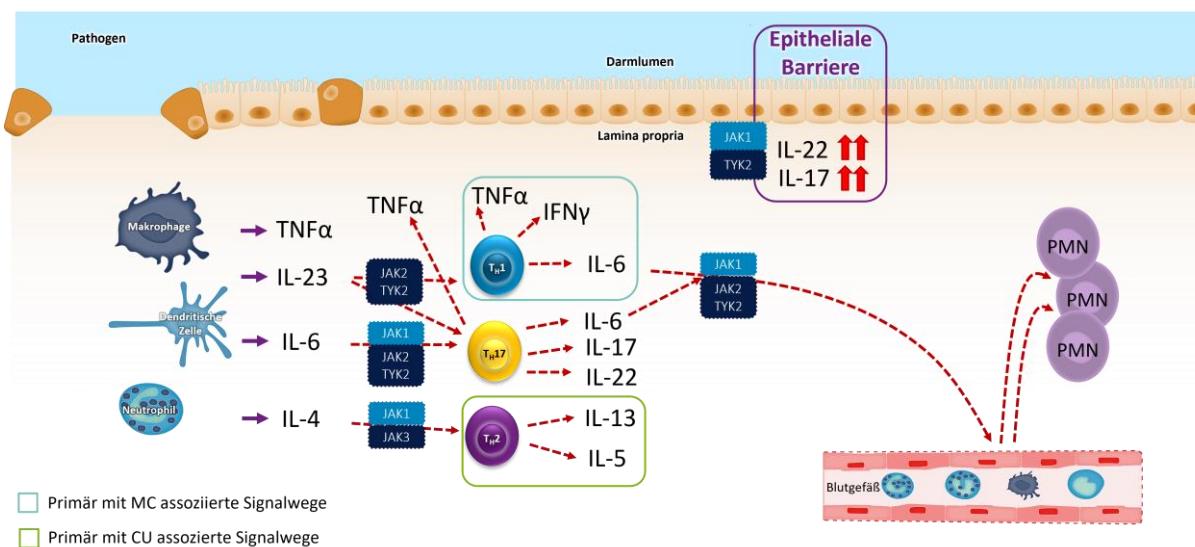 Pathogen
Darmlumen
Epitheliale
Barriere
Lamina propria
JAK1
TYK2
IL-22
IL-17
Makrophage
TNFα
TNFα
TNFα
IFNγ
IL-23
JAK2
TYK2
TH1
IL-6
JAK1
JAK2
TYK2
PMN
PMN
PMN
Dendritische
Zelle
IL-6
JAK1
JAK2
TYK2
TH17
IL-6
IL-17
IL-22
Neutrophil
IL-4
JAK1
JAK3
TH2
IL-13
IL-5
Blutgefäß
Primär mit MC assoziierte Signalwege
Primär mit CU assozierte Signalwege